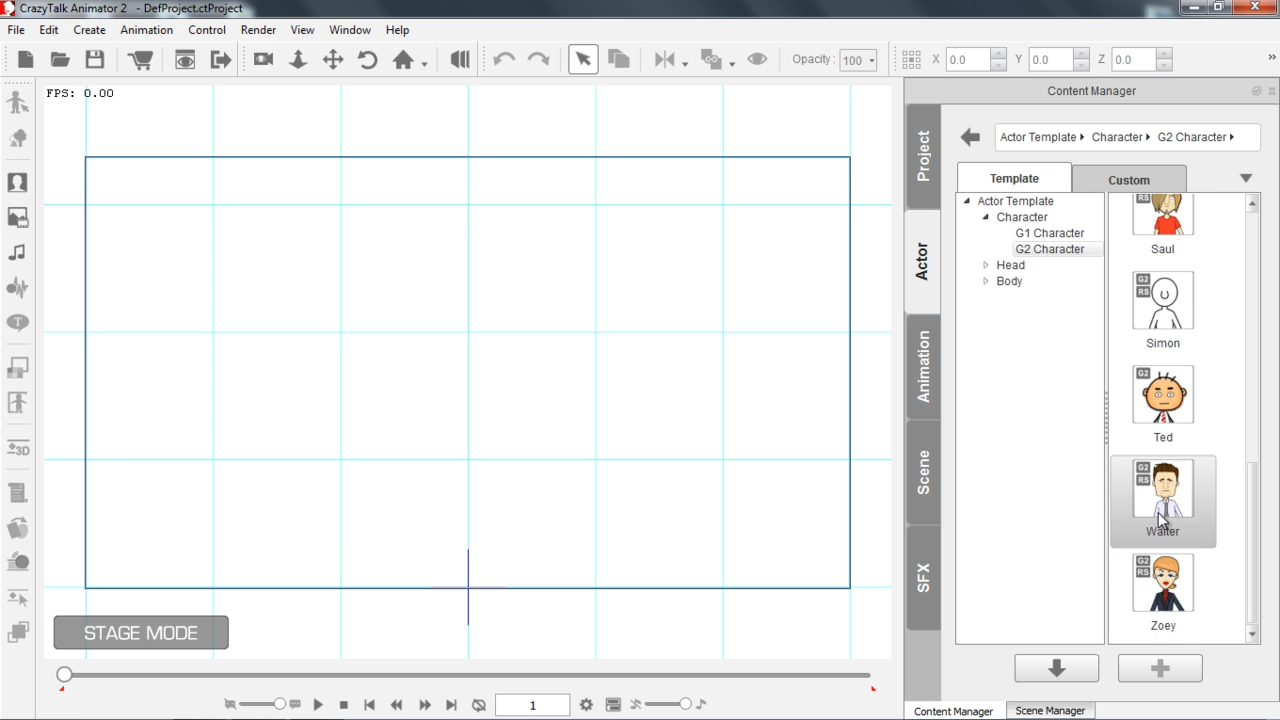 CrazyTalk Animator 2 - DefProject.ctProject
File Edit Create Animation Control Render View Window Help
Opacity : 100 X 0.0 Y 0.0 Z 0.0 »
FPS: 0.00
Content Manager
Actor Template Character G2 Character
Template Custom
Project
Actor
Animation
Scene
SFX
Actor Template
Character
G1 Character
G2 Character
Head
Body
RS
Saul
G2
RS
Simon
G2
Ted
G2
RS
Walter
G2
RS
Zoey
STAGE MODE
3D
1
Content Manager Scene Manager